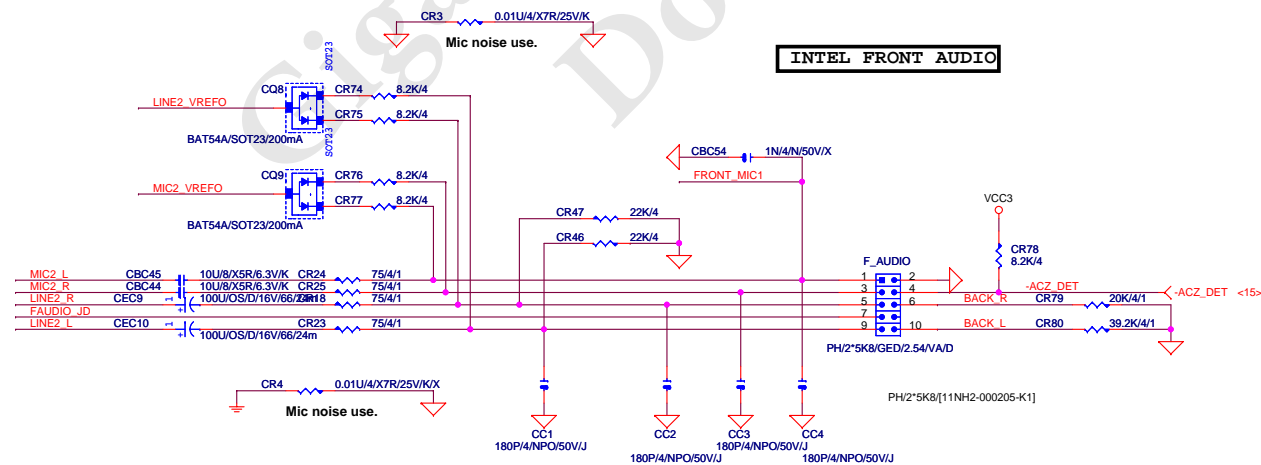 CR3 0.01U/4/X7R/25V/K
Mic noise use.
INTEL FRONT AUDIO
SOT23
CQ8 CR74 8.2K/4
LINE2_VREFO
CR75 8.2K/4
BAT54A/SOT23/200mA
SOT23
CBC54 1N/4/N/50V/X
CQ9 CR76 8.2K/4
FRONT_MIC1
MIC2_VREFO
CR77 8.2K/4
VCC3
BAT54A/SOT23/200mA
CR47 22K/4
CR46 22K/4
CR78
8.2K/4
F_AUDIO
MIC2_L CBC45 10U/8/X5R/6.3V/K CR24 75/4/1 1 2
MIC2_R CBC44 10U/8/X5R/6.3V/K CR25 75/4/1 3 4 -ACZ_DET
-ACZ_DET <15>
LINE2_R CEC9 1 100U/OS/D/16V/66/24m CR18 75/4/1 5 6 BACK_R CR79 20K/4/1
FAUDIO_JD 7
LINE2_L CEC10 1 CR23 75/4/1 9 10 BACK_L CR80 39.2K/4/1
100U/OS/D/16V/66/24m
PH/2*5K8/GED/2.54/VA/D
CR4 0.01U/4/X7R/25V/K/X
Mic noise use.
PH/2*5K8/[11NH2-000205-K1]
CC1 CC2 CC3 CC4
180P/4/NPO/50V/J 180P/4/NPO/50V/J
180P/4/NPO/50V/J 180P/4/NPO/50V/J
Giga
Do